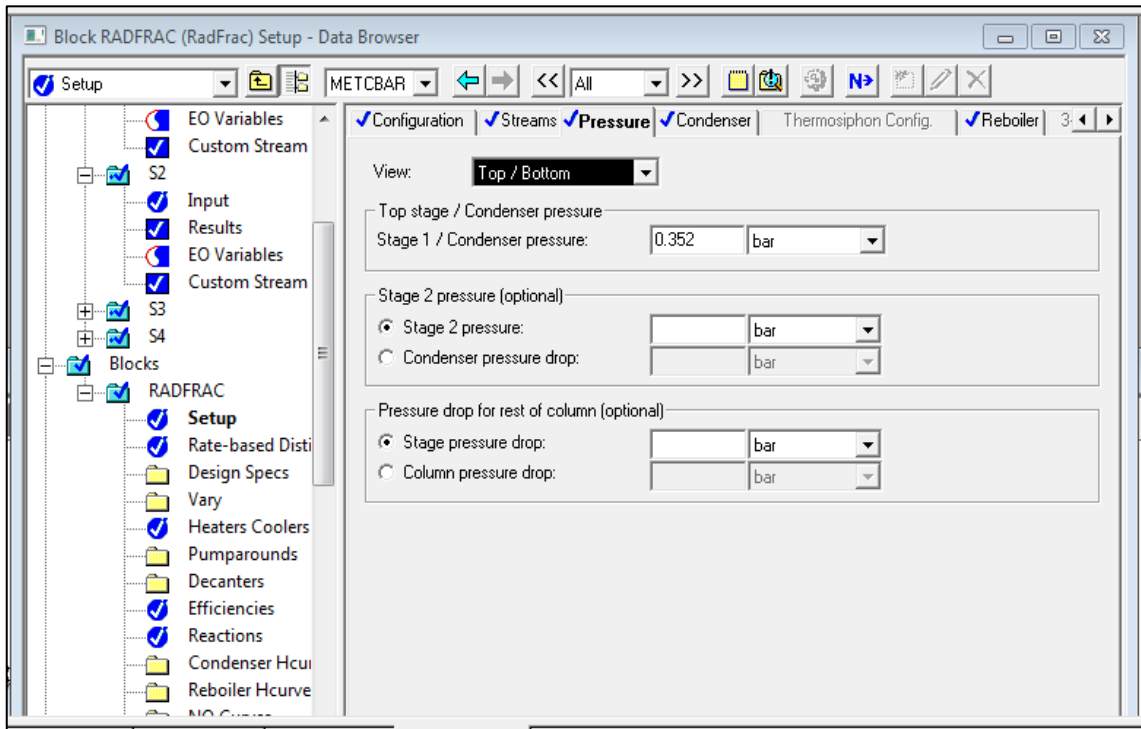 Block RADFRAC (RadFrac) Setup - Data Browser
Setup METCBAR << All >> N
Configuration Streams Pressure Condenser Thermosiphon Config. Reboiler 3-
EO Variables
Custom Stream
S2
Input
Results
EO Variables
Custom Stream
S3
S4
Blocks
RADFRAC
Setup
Rate-based Disti
Design Specs
Vary
Heaters Coolers
Pumparounds
Decanters
Efficiencies
Reactions
Condenser Hcur
Reboiler Hcurve
View: Top / Bottom
Top stage / Condenser pressure
Stage 1 / Condenser pressure: 0.352 bar
Stage 2 pressure (optional)
Stage 2 pressure: bar
Condenser pressure drop: bar
Pressure drop for rest of column (optional)
Stage pressure drop: bar
Column pressure drop: bar